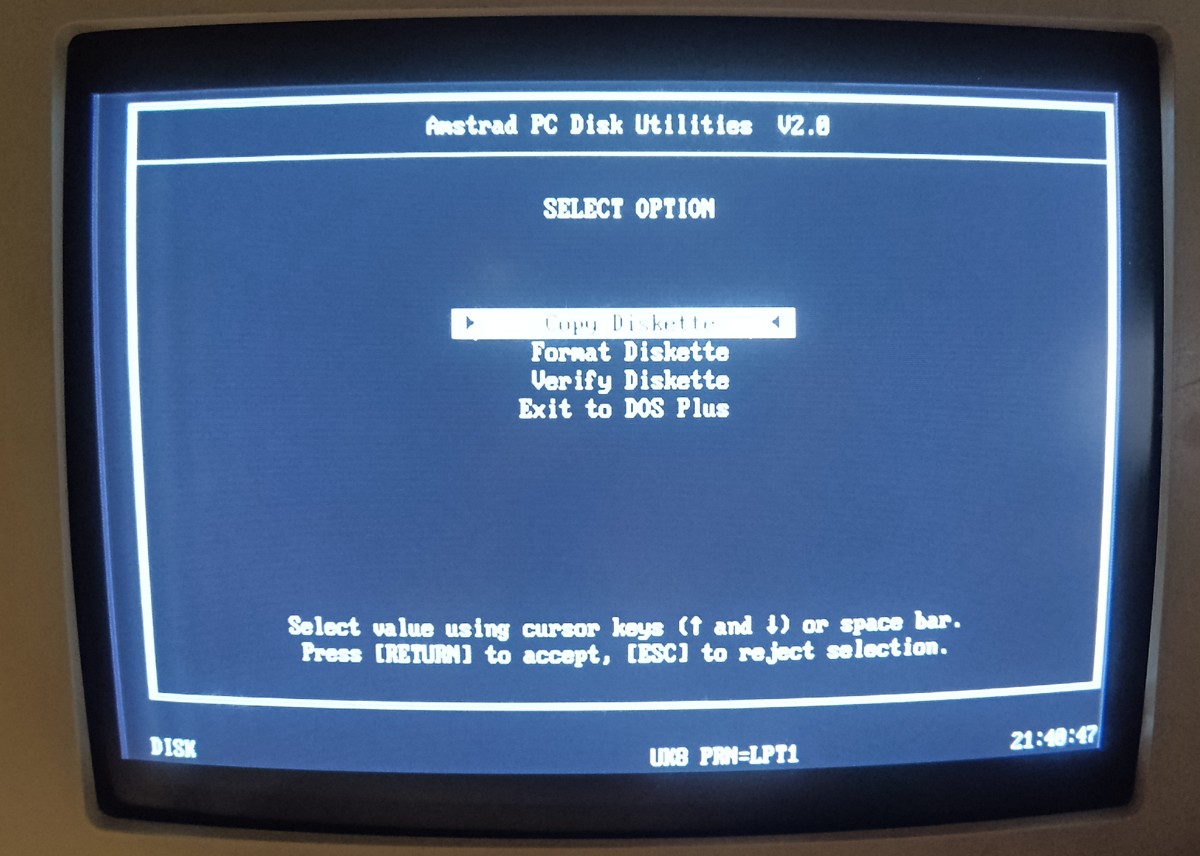 Amstrad PC Disk Utilities V2.0
SELECT OPTION
Copy Diskette
Format Diskette
Verify Diskette
Exit to DOS Plus
Select value using cursor keys (↑ and ↓) or space bar.
Press [RETURN] to accept, [ESC] to reject selection.
DISK UX8 PRN=LPT1 21:40:47